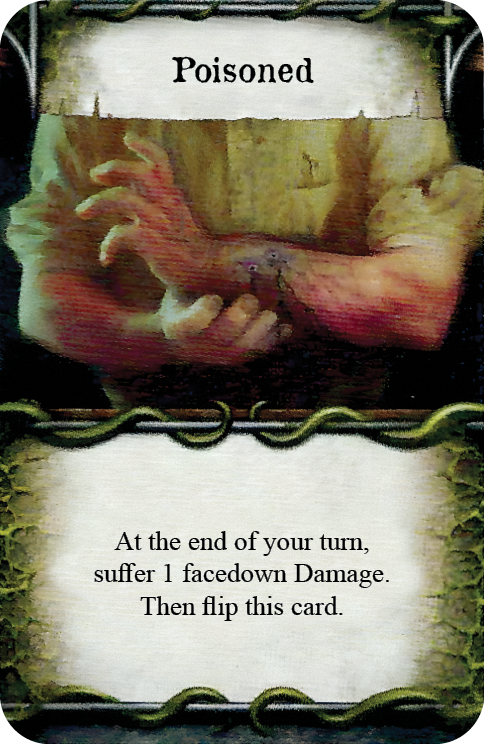 Poisoned
At the end of your turn,
suffer 1 facedown Damage.
Then flip this card.